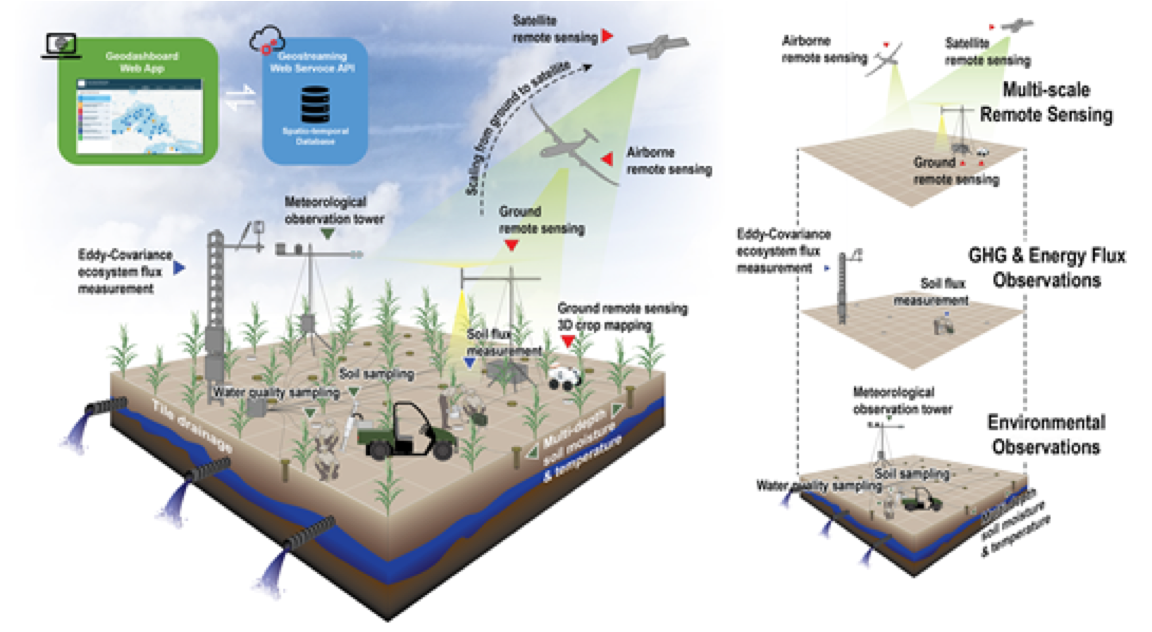 Geodashboard
Web App
Geostreaming
Web Servoce API
Spatio-temporal
Database
Satellite
remote sensing
Scaling from ground to satellite
Airborne
remote sensing
Meteorological
observation tower
Ground
remote sensing
Eddy-Covariance
ecosystem flux
measurement
Ground remote sensing
3D crop mapping
Soil flux
measurement
Soil sampling
Water quality sampling
Tile drainage
Multi-depth
soil moisture
& temperature
Airborne
remote sensing
Satellite
remote sensing
Multi-scale
Remote Sensing
Ground
remote sensing
Eddy-Covariance
ecosystem flux
measurement
GHG & Energy Flux
Observations
Soil flux
measurement
Meteorological
observation tower
Environmental
Observations
Soil sampling
Water quality sampling
Multi-depth
soil moisture
& temperature